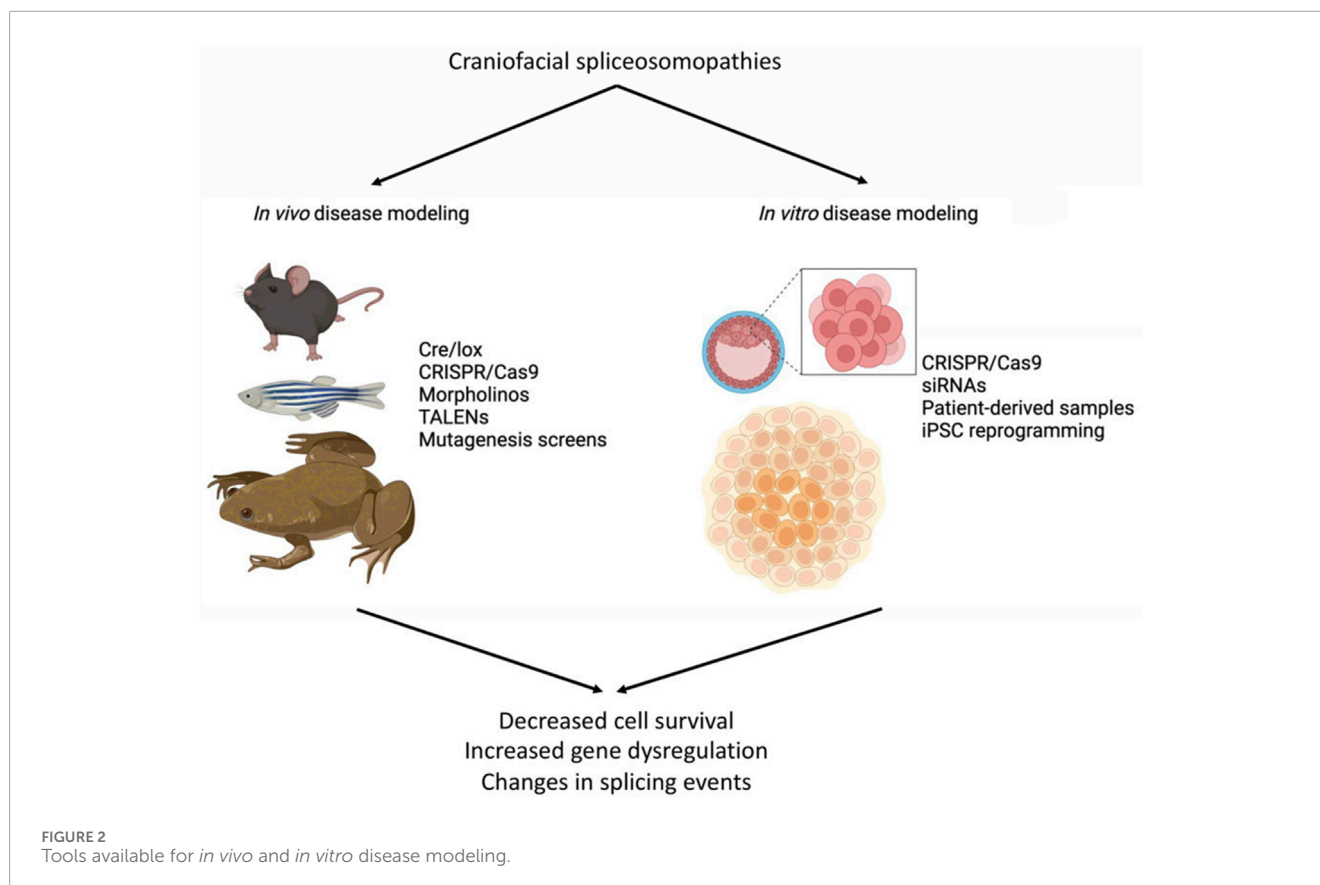 Craniofacial spliceosomopathies
In vivo disease modeling
In vitro disease modeling
Cre/lox
CRISPR/Cas9
Morpholinos
TALENs
Mutagenesis screens
CRISPR/Cas9
siRNAs
Patient-derived samples
iPSC reprogramming
Decreased cell survival
Increased gene dysregulation
Changes in splicing events
FIGURE 2
Tools available for in vivo and in vitro disease modeling.